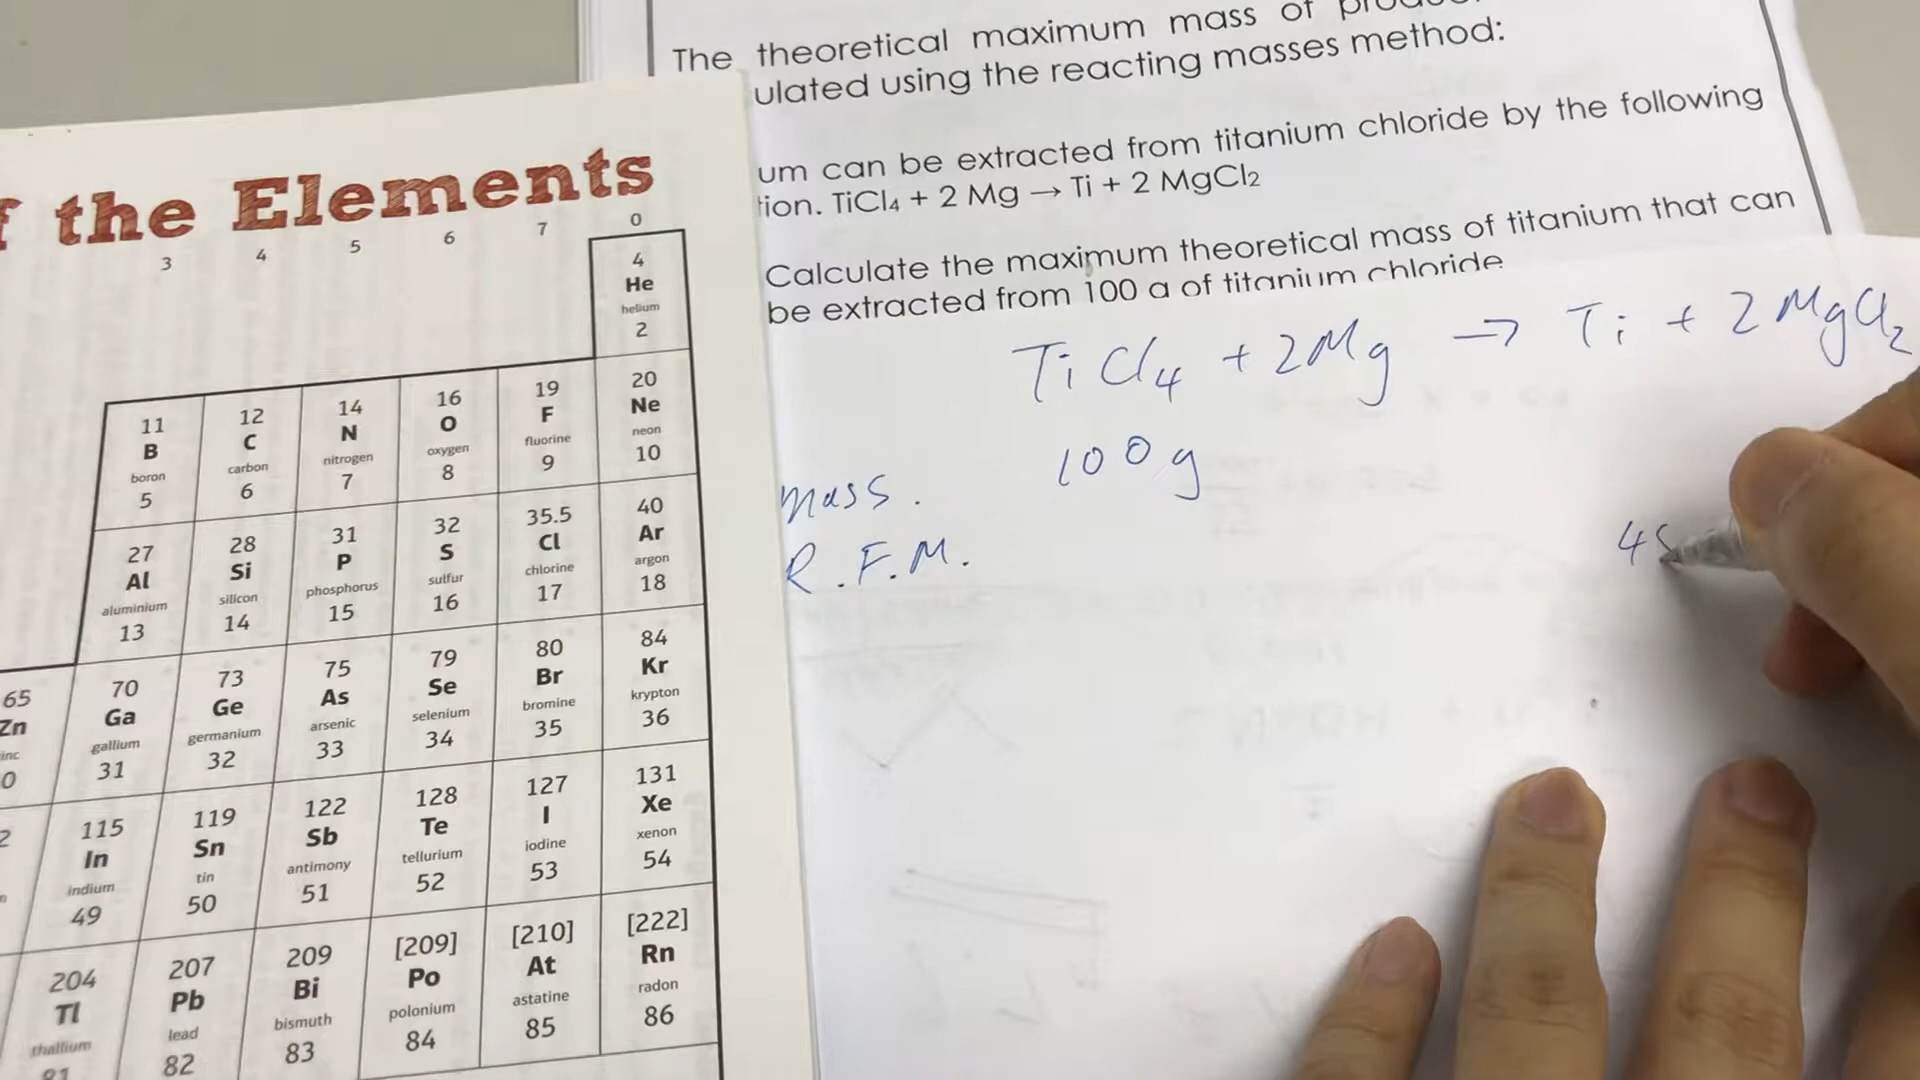 The theoretical maximum mass of
ulated using the reacting masses method:
um can be extracted from titanium chloride by the following
tion. TiCl4 + 2 Mg → Ti + 2 MgCl2
Calculate the maximum theoretical mass of titanium that can
be extracted from 100 g of titanium chloride
TiCl4 + 2Mg → Ti + 2MgCl2
mass. 100g
R.F.M. 48
f the Elements
3 4 5 6 7 0
4
He
helium
2
11 12 14 16 19 20
B C N O F Ne
boron carbon nitrogen oxygen fluorine neon
5 6 7 8 9 10
27 28 31 32 35.5 40
Al Si P S Cl Ar
aluminium silicon phosphorus sulfur chlorine argon
13 14 15 16 17 18
65 70 73 75 79 80 84
Zn Ga Ge As Se Br Kr
inc gallium germanium arsenic selenium bromine krypton
0 31 32 33 34 35 36
2 115 119 122 128 127 131
In Sn Sb Te I Xe
indium tin antimony tellurium iodine xenon
49 50 51 52 53 54
204 207 209 [209] [210] [222]
Tl Pb Bi Po At Rn
thallium lead bismuth polonium astatine radon
81 82 83 84 85 86